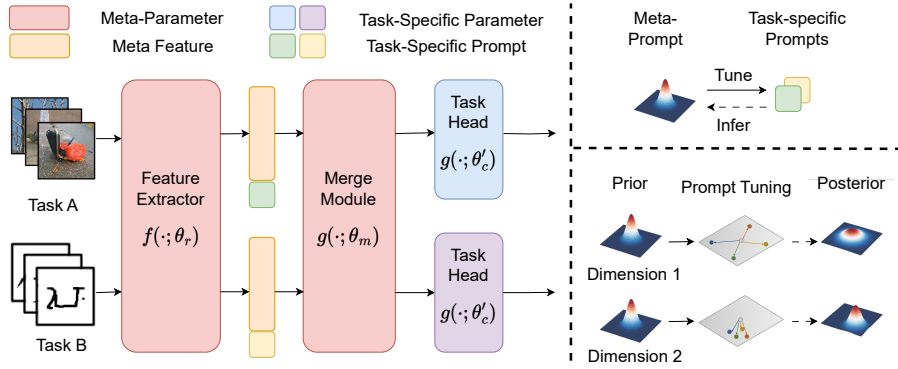 Meta-Parameter
Meta Feature
Task-Specific Parameter
Task-Specific Prompt
Task A
Task B
Feature
Extractor
f(·;θr)
Merge
Module
g(·;θm)
Task
Head
g(·;θ′c)
Task
Head
g(·;θ′c)
Meta-
Prompt
Task-specific
Prompts
Tune
Infer
Prior
Prompt Tuning
Posterior
Dimension 1
Dimension 2